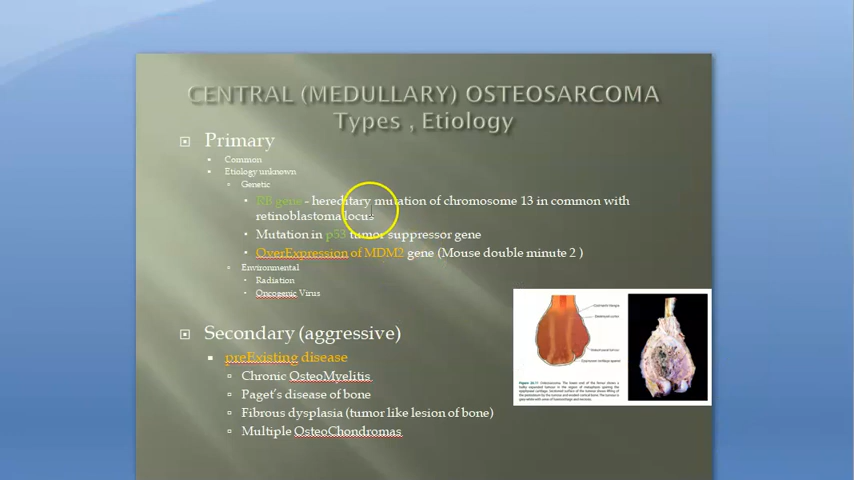 CENTRAL (MEDULLARY) OSTEOSARCOMA
Types , Etiology
Primary
Common
Etiology unknown
Genetic
RB gene - hereditary mutation of chromosome 13 in common with
retinoblastoma locus
Mutation in p53 tumor suppressor gene
OverExpression of MDM2 gene (Mouse double minute 2 )
Environmental
Radiation
Oncogenic Virus
Secondary (aggressive)
preExisting disease
Chronic OsteoMyelitis
Paget's disease of bone
Fibrous dysplasia (tumor like lesion of bone)
Multiple OsteoChondromas